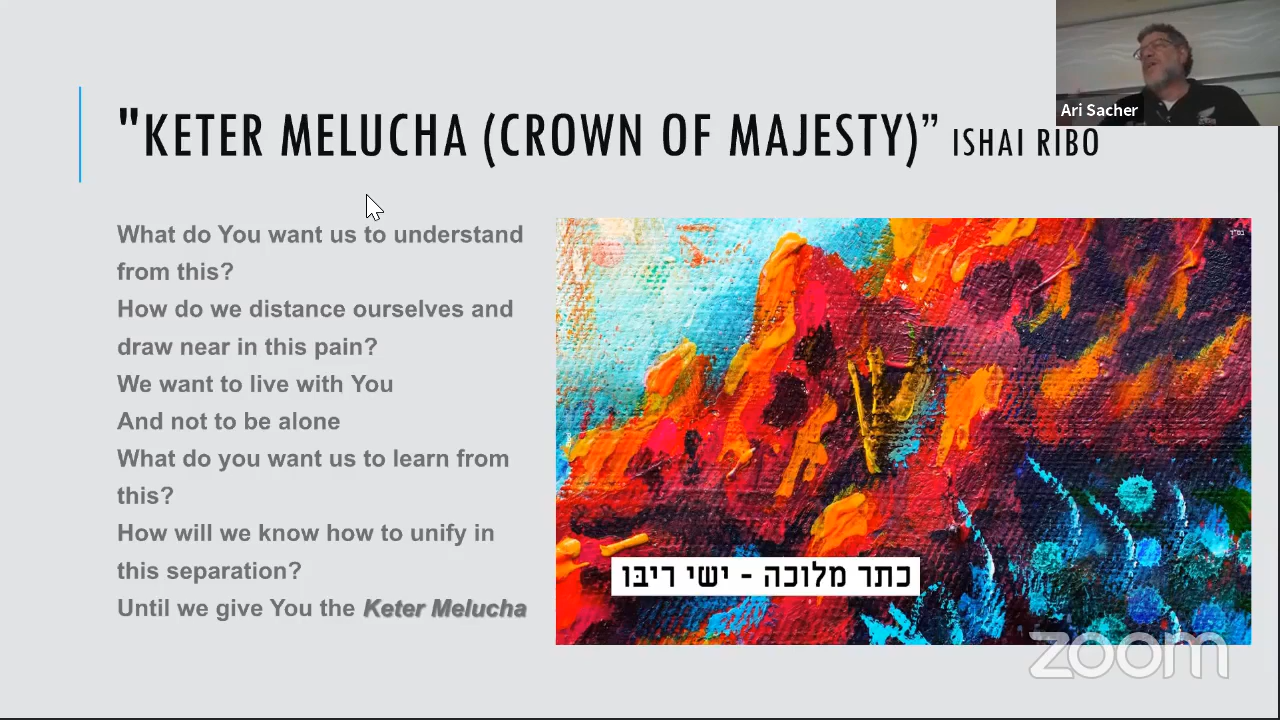 Ari Sacher
"KETER MELUCHA (CROWN OF MAJESTY)” ISHAI RIBO
What do You want us to understand
from this?
How do we distance ourselves and
draw near in this pain?
We want to live with You
And not to be alone
What do you want us to learn from
this?
How will we know how to unify in
this separation?
Until we give You the Keter Melucha
בס"ד
כתר מלוכה - ישי ריבּו
zoom